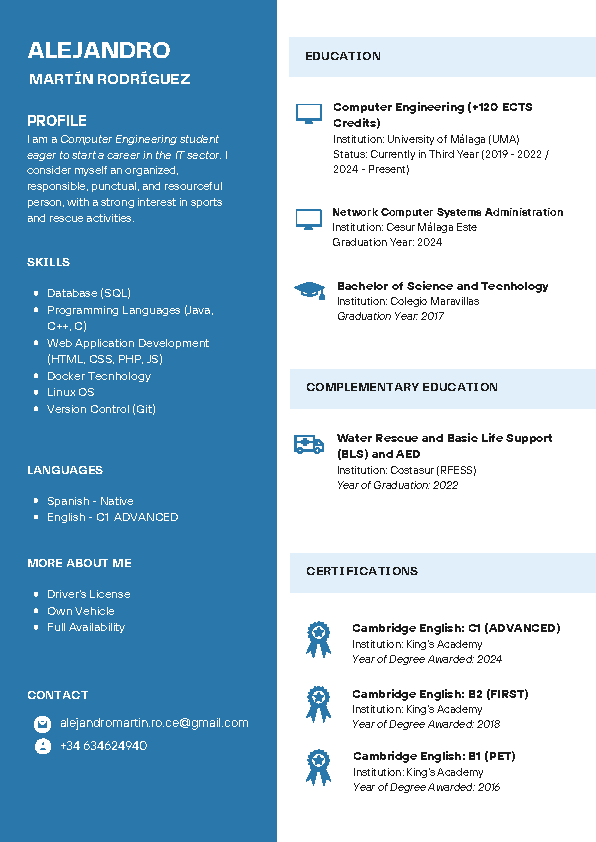 ALEJANDRO
MARTÍN RODRÍGUEZ
PROFILE
I am a Computer Engineering student
eager to start a career in the IT sector. I
consider myself an organized,
responsible, punctual, and resourceful
person, with a strong interest in sports
and rescue activities.
SKILLS
Database (SQL)
Programming Languages (Java,
C++, C)
Web Application Development
(HTML, CSS, PHP, JS)
Docker Tecnhology
Linux OS
Version Control (Git)
LANGUAGES
Spanish - Native
English - C1 ADVANCED
MORE ABOUT ME
Driver's License
Own Vehicle
Full Availability
CONTACT
alejandromartin.ro.ce@gmail.com
+34 634624940
EDUCATION
Computer Engineering (+120 ECTS
Credits)
Institution: University of Málaga (UMA)
Status: Currently in Third Year (2019 - 2022 /
2024 - Present)
Network Computer Systems Administration
Institution: Cesur Málaga Este
Graduation Year: 2024
Bachelor of Science and Tecnhology
Institution: Colegio Maravillas
Graduation Year: 2017
COMPLEMENTARY EDUCATION
Water Rescue and Basic Life Support
(BLS) and AED
Institution: Costasur (RFESS)
Year of Graduation: 2022
CERTIFICATIONS
Cambridge English: C1 (ADVANCED)
Institution: King's Academy
Year of Degree Awarded: 2024
Cambridge English: B2 (FIRST)
Institution: King's Academy
Year of Degree Awarded: 2018
Cambridge English: B1 (PET)
Institution: King's Academy
Year of Degree Awarded: 2016